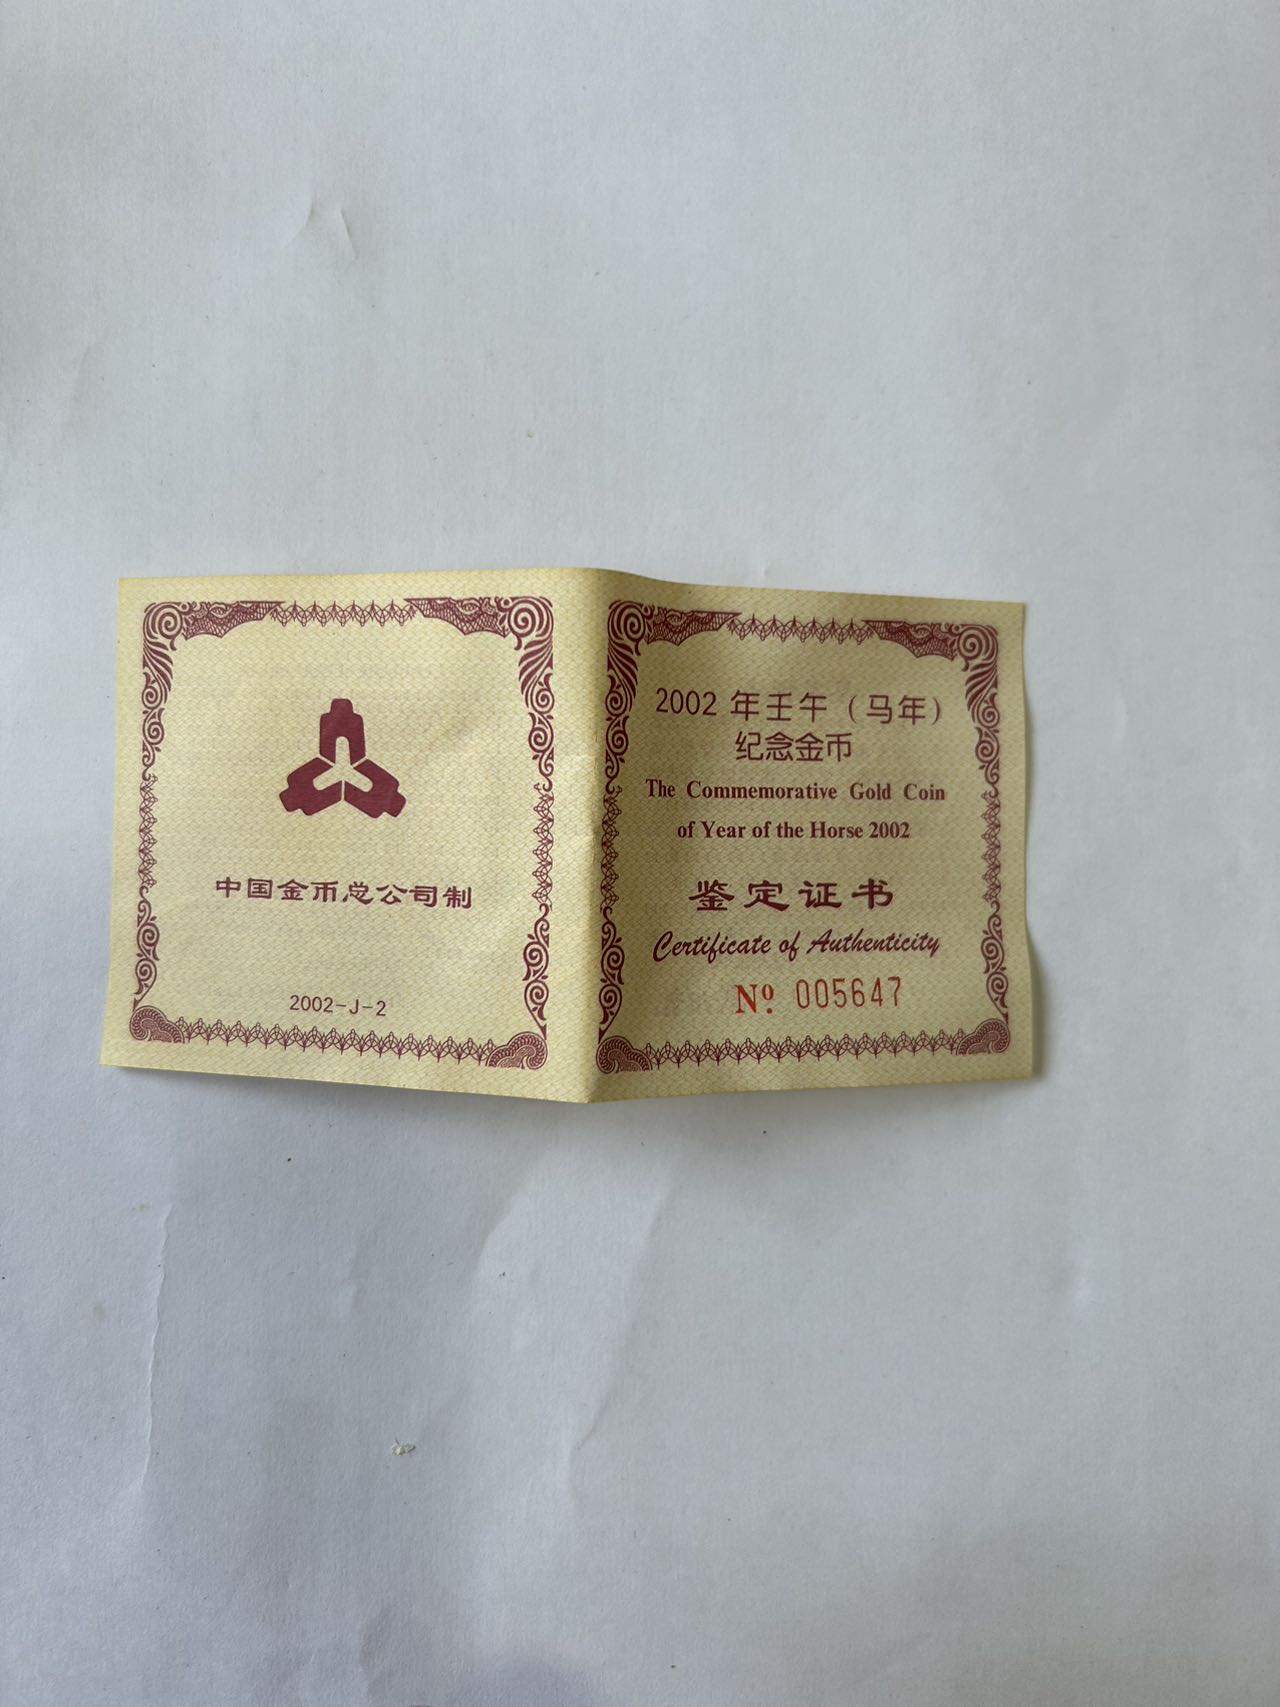 中国金币总公司制
2002-J-2
2002 年壬午（马年）
纪念金币
The Commemorative Gold Coin
of Year of the Horse 2002
鉴定证书
Certificate of Authenticity
Nº 005647